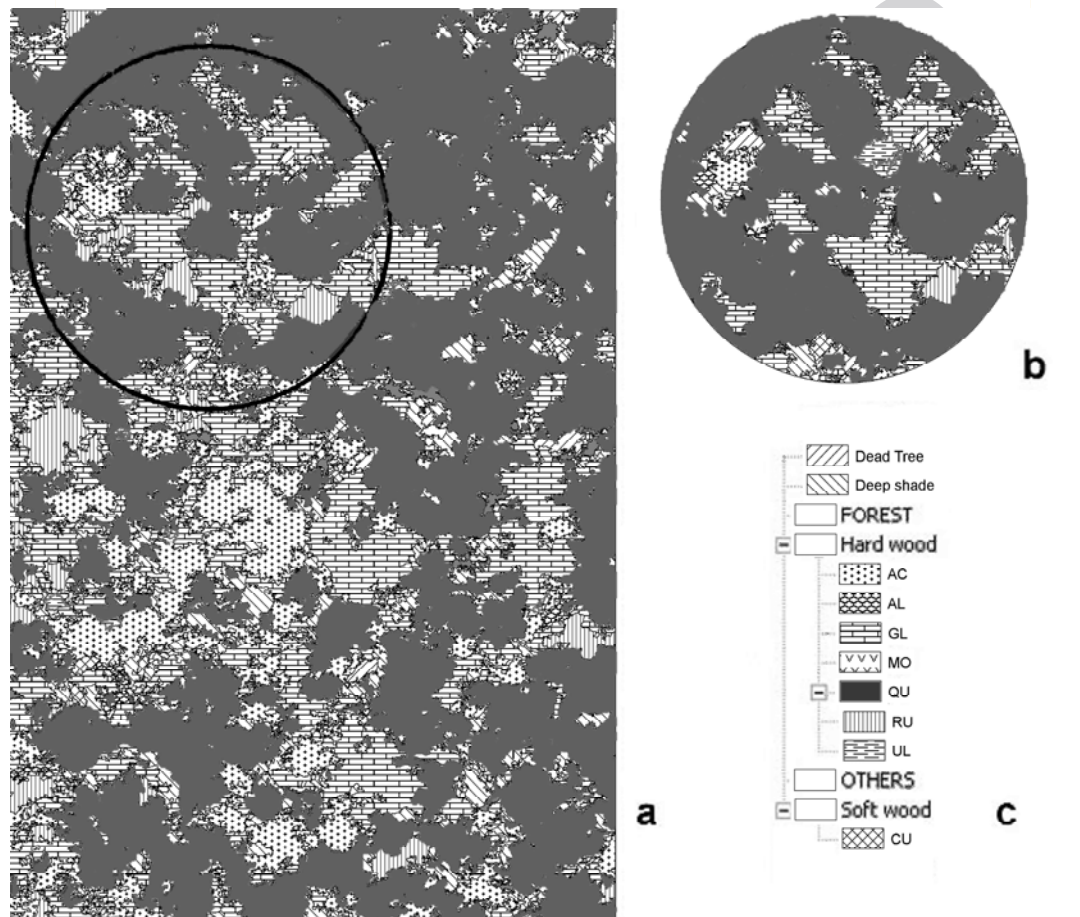 b
Dead Tree
Deep shade
FOREST
Hard wood
AC
AL
GL
MO
QU
RU
UL
OTHERS
Soft wood
CU
a
c